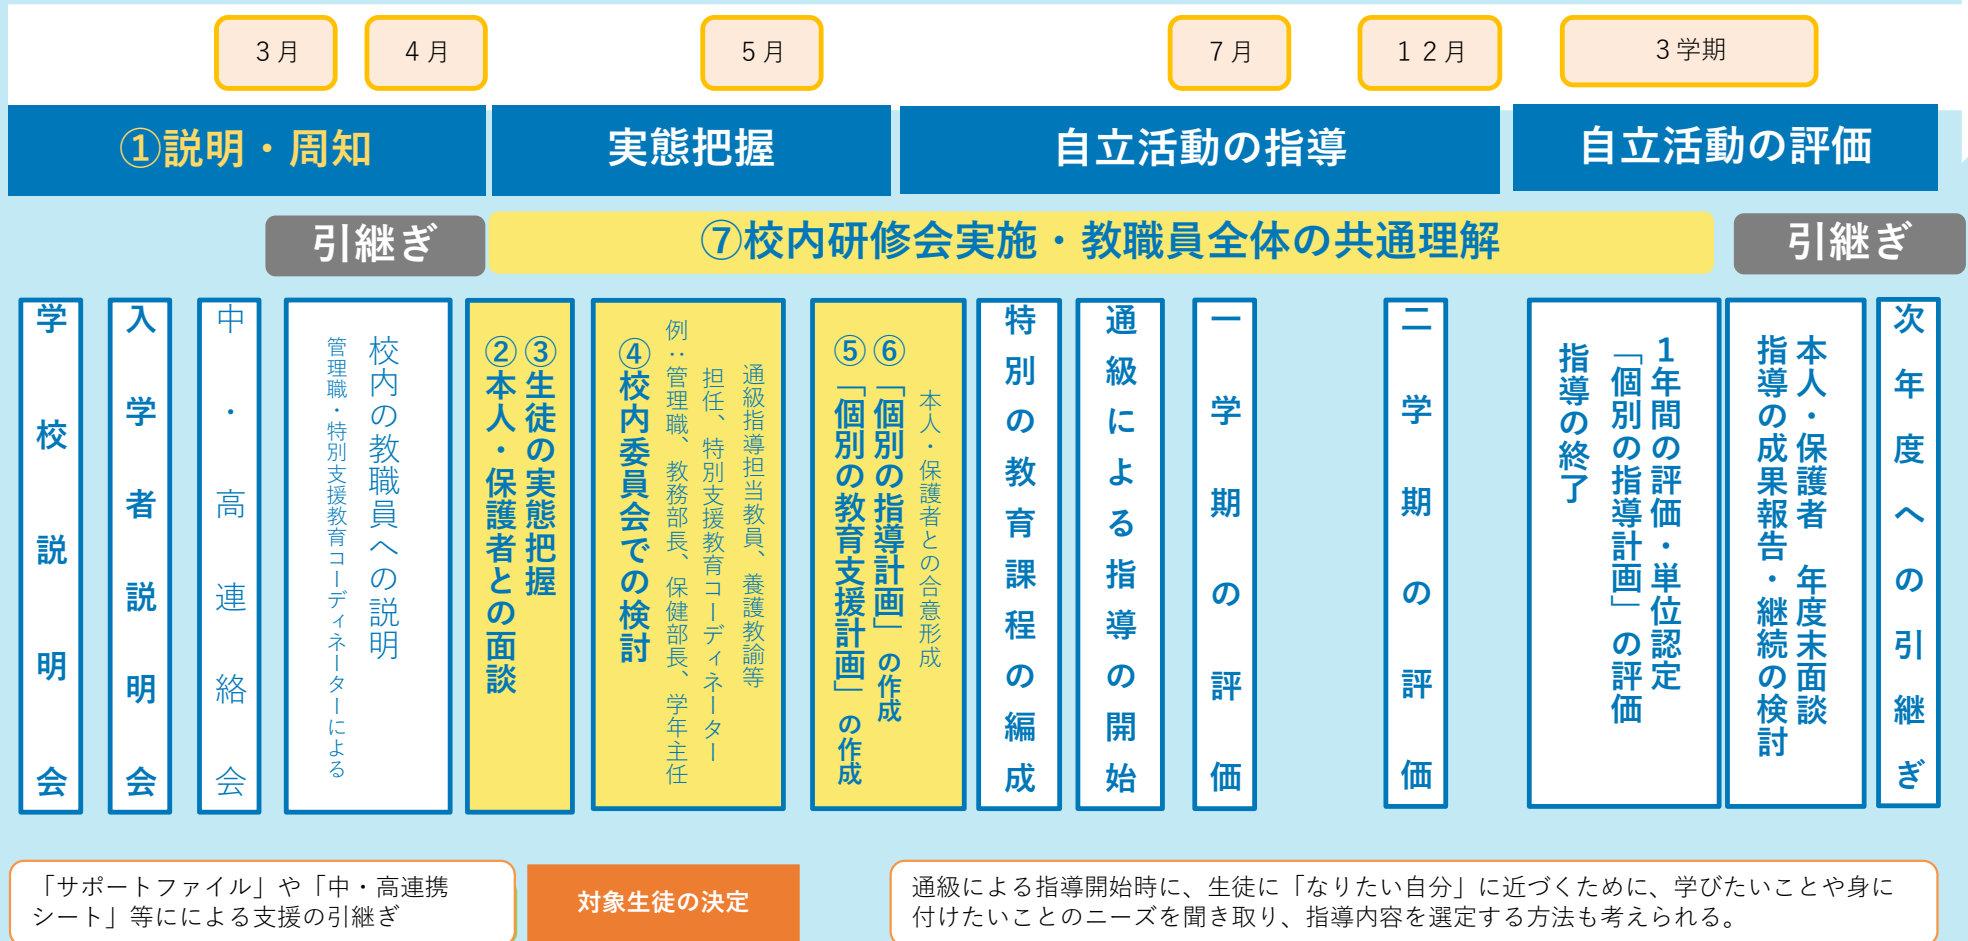 3月
4月
5月
7月
12月
3学期
①説明・周知
実態把握
自立活動の指導
自立活動の評価
引継ぎ
⑦校内研修会実施・教職員全体の共通理解
引継ぎ
学校説明会
入学者説明会
中・高連絡会
校内の教職員への説明
管理職・特別支援教育コーディネーターによる
③生徒の実態把握
②本人・保護者との面談
通級指導担当教員、養護教諭等
担任、特別支援教育コーディネーター
例：管理職、教務部長、保健部長、学年主任
④校内委員会での検討
本人・保護者との合意形成
⑥「個別の指導計画」の作成
⑤「個別の教育支援計画」の作成
特別の教育課程の編成
通級による指導の開始
一学期の評価
二学期の評価
1年間の評価・単位認定
「個別の指導計画」の評価
指導の終了
本人・保護者　年度末面談
指導の成果報告・継続の検討
次年度への引継ぎ
「サポートファイル」や「中・高連携
シート」等にによる支援の引継ぎ
対象生徒の決定
通級による指導開始時に、生徒に「なりたい自分」に近づくために、学びたいことや身に
付けたいことのニーズを聞き取り、指導内容を選定する方法も考えられる。